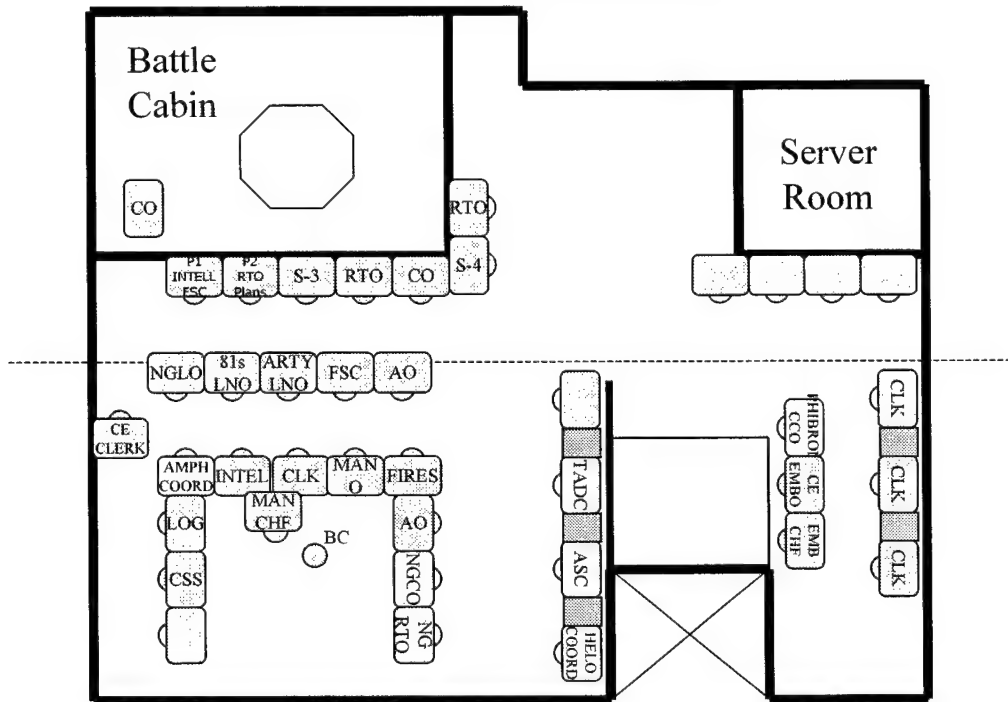 Battle
Cabin
Server
Room
CO
RTO
S-4
P1
INTELL
FSC
P2
RTO
Plans
S-3
RTO
CO
NGLO
81s
LNO
ARTY
LNO
FSC
AO
CE
CLERK
AMPH
COORD
INTEL
CLK
MAN
O
FIRES
MAN
CHF
LOG
CSS
BC
AO
NGCO
NG
RTO
TADC
ASC
HELO
COORD
PHIBRON
CCO
CE
EMBO
EMB
CHF
CLK
CLK
CLK